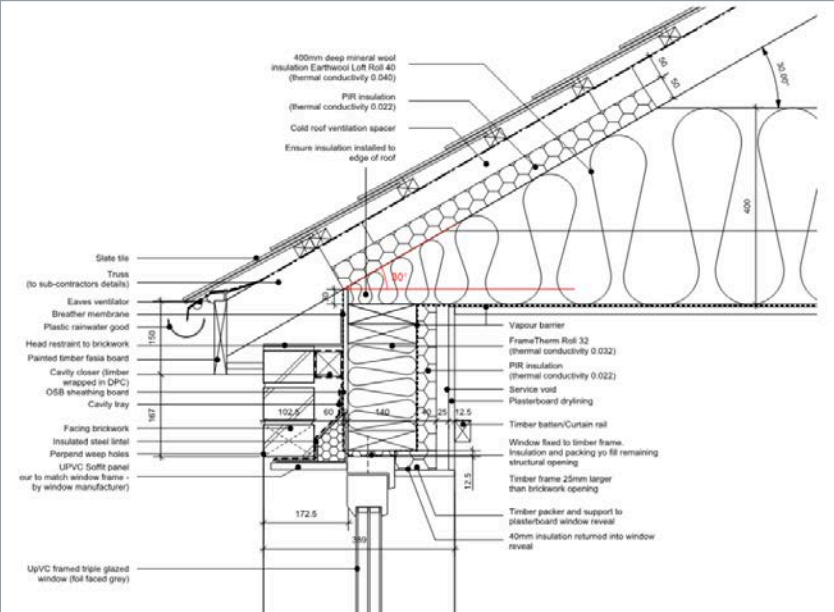 400mm deep mineral wool
insulation Earthwool Loft Roll 40
(thermal conductivity 0.040)
PIR insulation
(thermal conductivity 0.022)
Cold roof ventilation spacer
Ensure insulation installed to
edge of roof
50
50
30.00°
400
30°
Slate tile
Truss
(to sub-contractors details)
Eaves ventilator
Breather membrane
Plastic rainwater good
Head restraint to brickwork
Painted timber fasia board
Cavity closer (timber
wrapped in DPC)
OSB sheathing board
Cavity tray
Facing brickwork
Insulated steel lintel
Perpend weep holes
UPVC Soffit panel
our to match window frame -
by window manufacturer)
150
167
102.5
60
140
40
25
12.5
Vapour barrier
FrameTherm Roll 32
(thermal conductivity 0.032)
PIR insulation
(thermal conductivity 0.022)
Service void
Plasterboard drylining
Timber batten/Curtain rail
Window fixed to timber frame.
Insulation and packing yo fill remaining
structural opening
Timber frame 25mm larger
than brickwork opening
12.5
Timber packer and support to
plasterboard window reveal
40mm insulation returned into window
reveal
172.5
389
UpVC framed triple glazed
window (foil faced grey)